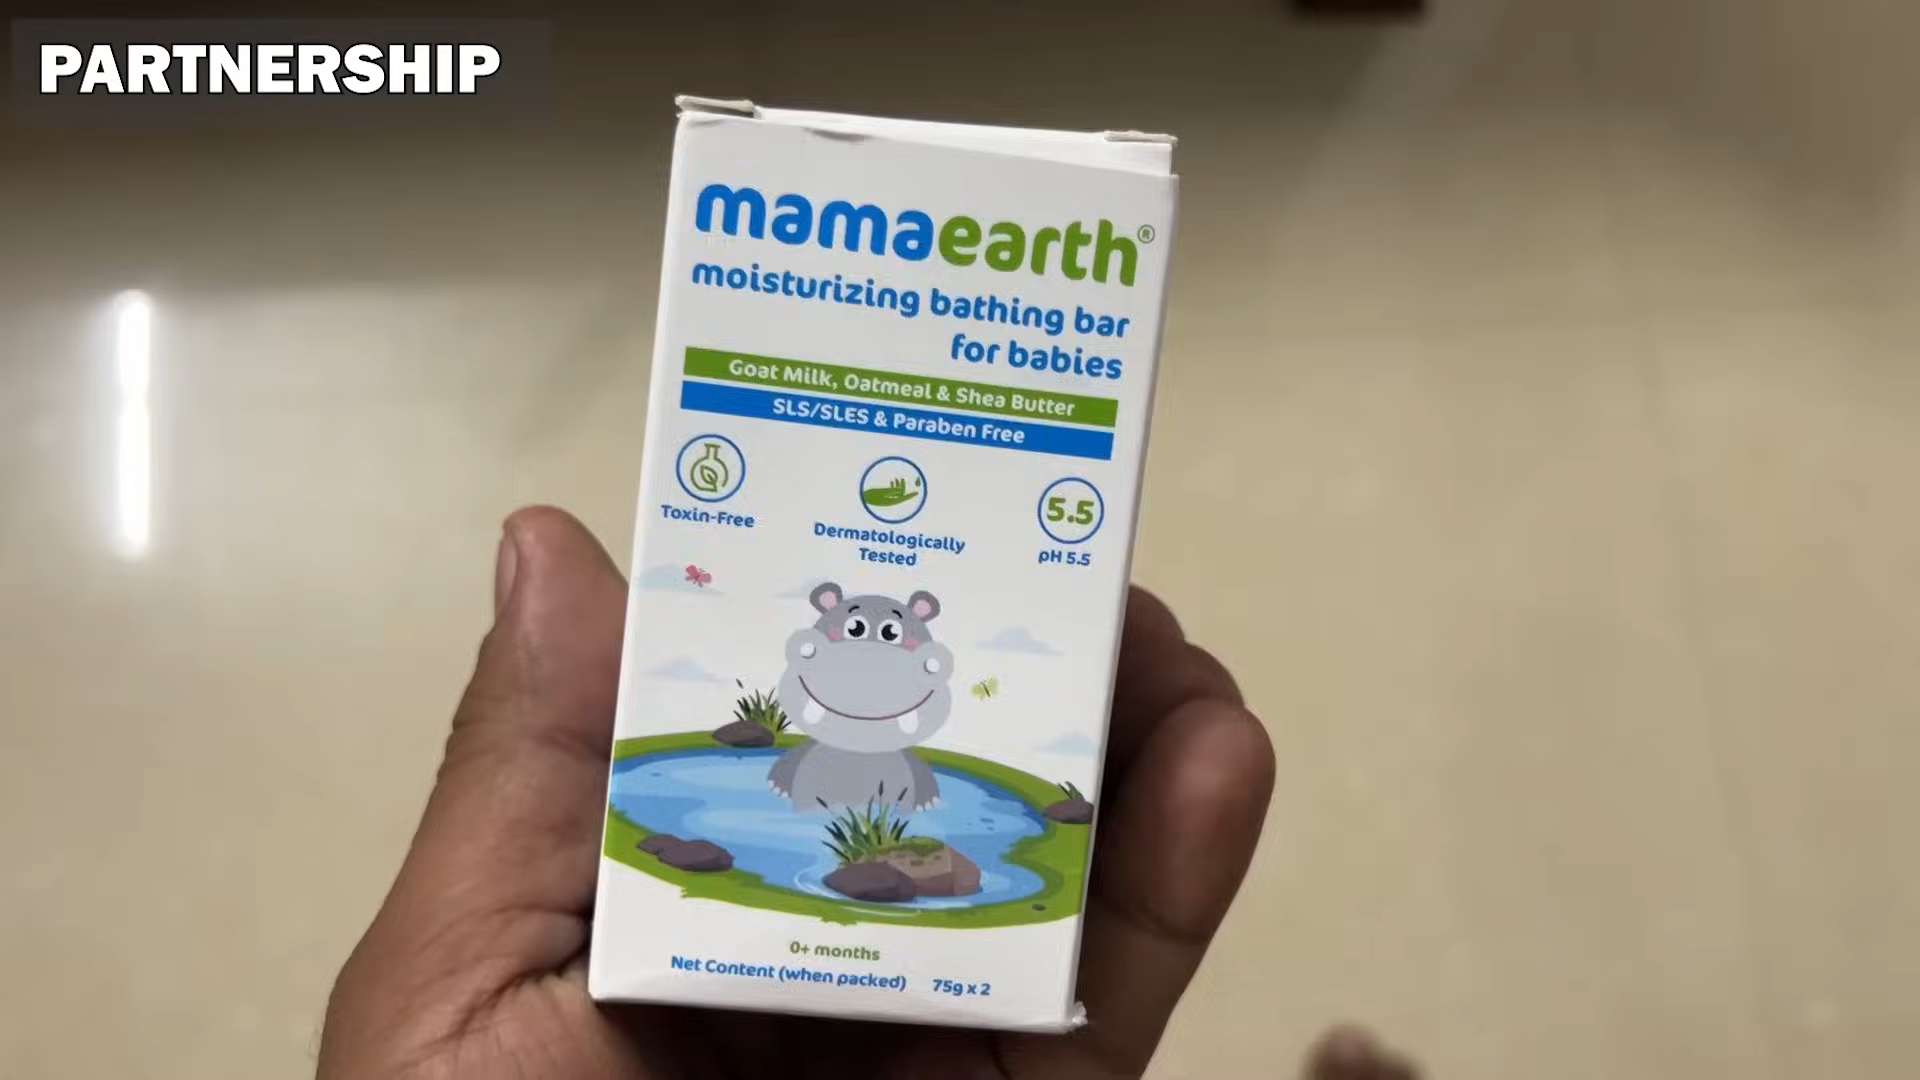 PARTNERSHIP
mamaearth®
moisturizing bathing bar
for babies
Goat Milk, Oatmeal & Shea Butter
SLS/SLES & Paraben Free
Toxin-Free
Dermatologically
Tested
5.5
pH 5.5
0+ months
Net Content (when packed) 75g x 2